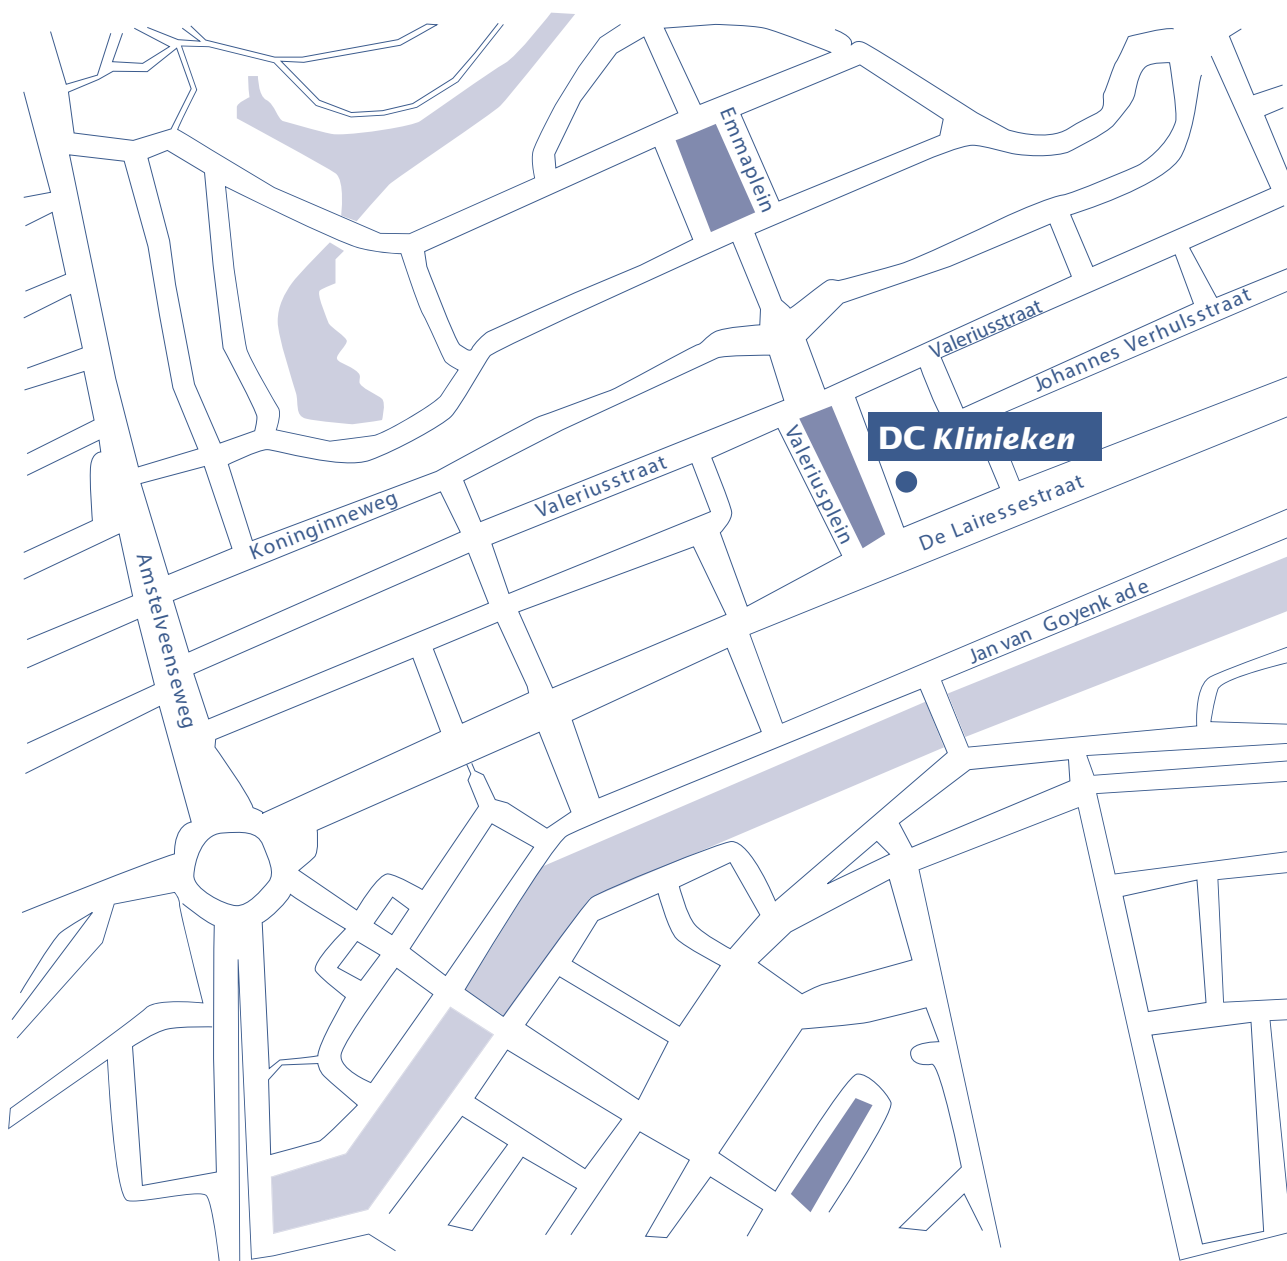 Emmaplein
Valeriusstraat
Johannes Verhulsstraat
DC Klinieken
Valeriusplein
Valeriusstraat
De Lairessestraat
Koninginneweg
Amstelveenseweg
Jan van Goyenk ade